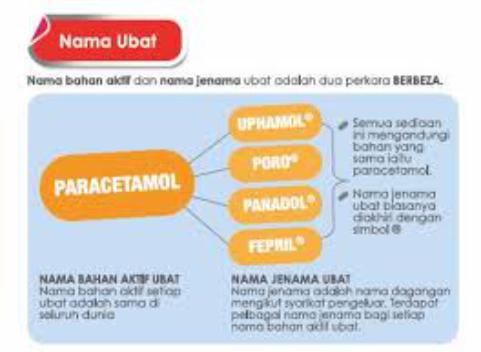 Nama Ubat
Nama bahan aktif dan nama jenama ubat adalah dua perkara BERBEZA.
PARACETAMOL
UPHAMOL®
PORO®
PANADOL®
FEPRIL®
Semua sediaan
ini mengandungi
bahan yang
sama iaitu
paracetamol.
Nama jenama
ubat biasanya
diakhiri dengan
simbol ®
NAMA BAHAN AKTIF UBAT
Nama bahan aktif setiap
ubat adalah sama di
seluruh dunia
NAMA JENAMA UBAT
Nama jenama adalah nama dagangan
mengikut syarikat pengeluar. Terdapat
pelbagai nama jenama bagi setiap
nama bahan aktif ubat.